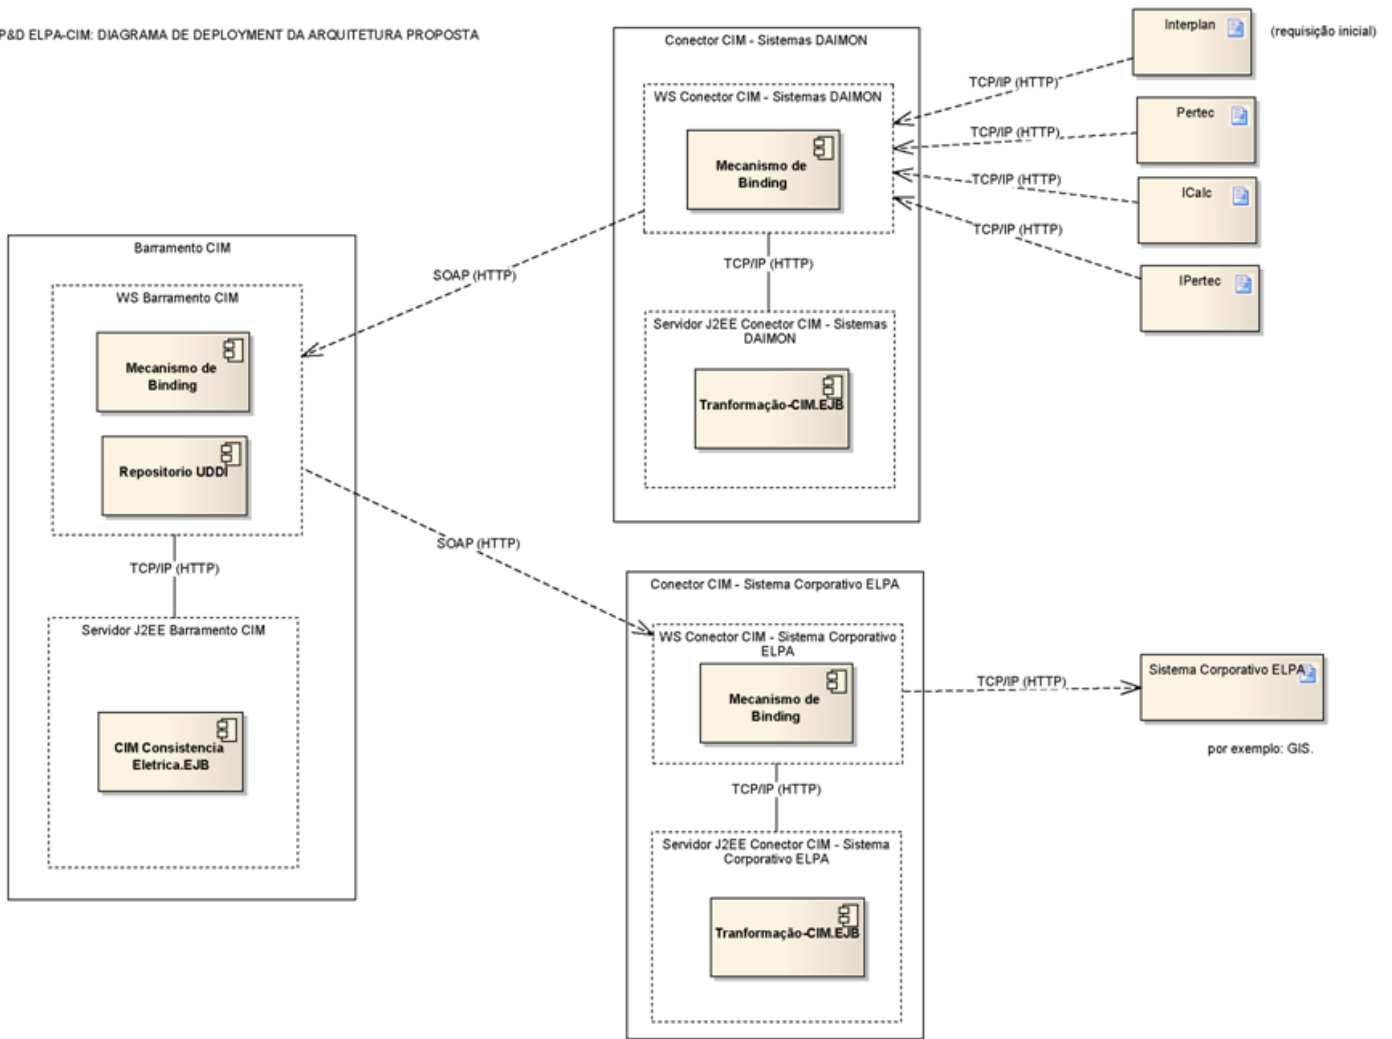 P&D ELPA-CIM: DIAGRAMA DE DEPLOYMENT DA ARQUITETURA PROPOSTA
Conector CIM - Sistemas DAIMON
WS Conector CIM - Sistemas DAIMON
Mecanismo de
Binding
TCP/IP (HTTP)
Servidor J2EE Conector CIM - Sistemas
DAIMON
Tranformação-CIM.EJB
Interplan
(requisição inicial)
TCP/IP (HTTP)
Pertec
TCP/IP (HTTP)
ICalc
TCP/IP (HTTP)
IPertec
TCP/IP (HTTP)
SOAP (HTTP)
Barramento CIM
WS Barramento CIM
Mecanismo de
Binding
Repositorio UDDI
TCP/IP (HTTP)
Servidor J2EE Barramento CIM
CIM Consistencia
Eletrica.EJB
SOAP (HTTP)
Conector CIM - Sistema Corporativo ELPA
WS Conector CIM - Sistema Corporativo
ELPA
Mecanismo de
Binding
TCP/IP (HTTP)
Servidor J2EE Conector CIM - Sistema
Corporativo ELPA
Tranformação-CIM.EJB
TCP/IP (HTTP)
Sistema Corporativo ELPA
por exemplo: GIS.